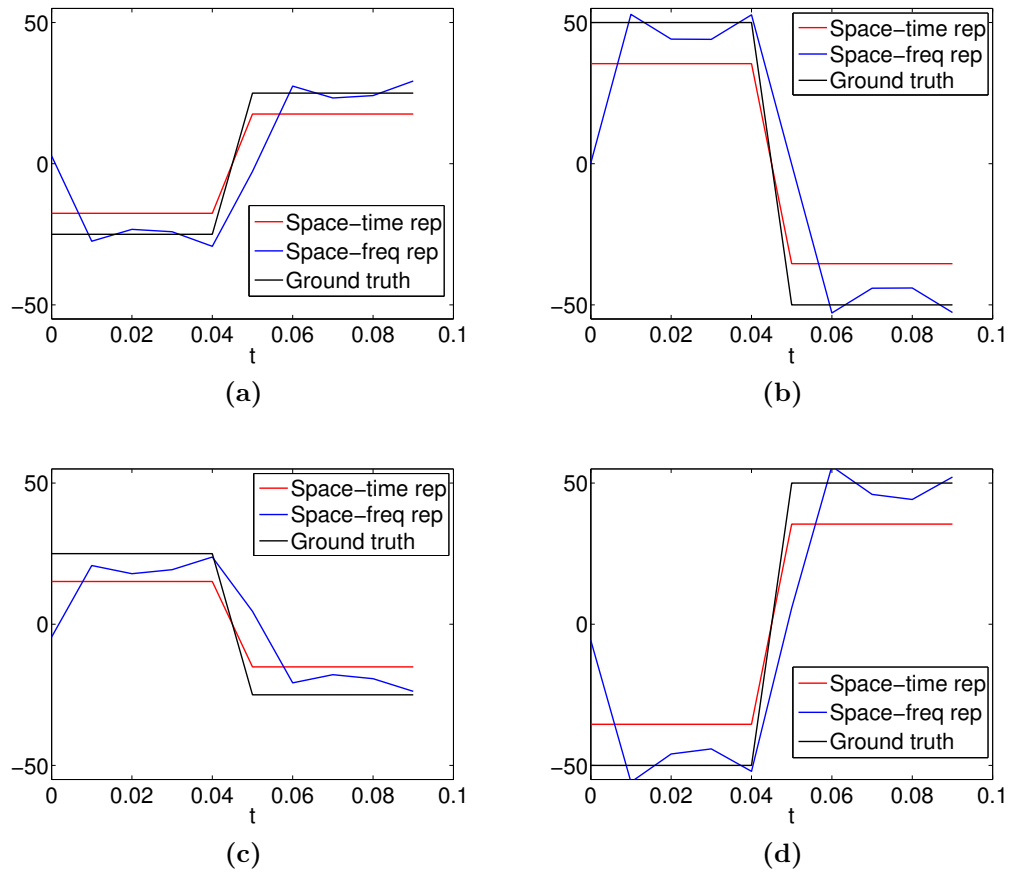 50
0
−50
Space−time rep
Space−freq rep
Ground truth
0
0.02
0.04
0.06
0.08
0.1
t
(a)
50
0
−50
Space−time rep
Space−freq rep
Ground truth
0
0.02
0.04
0.06
0.08
0.1
t
(b)
50
0
−50
Space−time rep
Space−freq rep
Ground truth
0
0.02
0.04
0.06
0.08
0.1
t
(c)
50
0
−50
Space−time rep
Space−freq rep
Ground truth
0
0.02
0.04
0.06
0.08
0.1
t
(d)